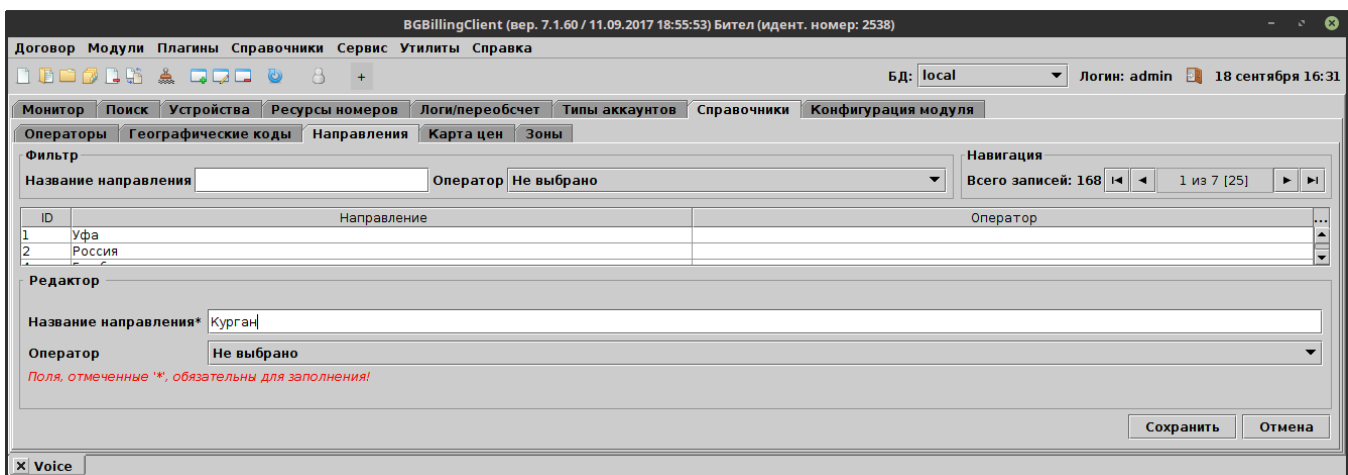 BGBillingClient (вер. 7.1.60 / 11.09.2017 18:55:53) Бител (идент. номер: 2538)
Договор Модули Плагины Справочники Сервис Утилиты Справка
БД: local Логин: admin 18 сентября 16:31
Монитор Поиск Устройства Ресурсы номеров Логи/переобсчет Типы аккаунтов Справочники Конфигурация модуля
Операторы Географические коды Направления Карта цен Зоны
Фильтр Навигация
Название направления Оператор Не выбрано Всего записей: 168 1 из 7 [25]
ID Направление Оператор ...
1 Уфа
2 Россия
Редактор
Название направления* Курган
Оператор Не выбрано
Поля, отмеченные '*', обязательны для заполнения!
Сохранить Отмена
Voice